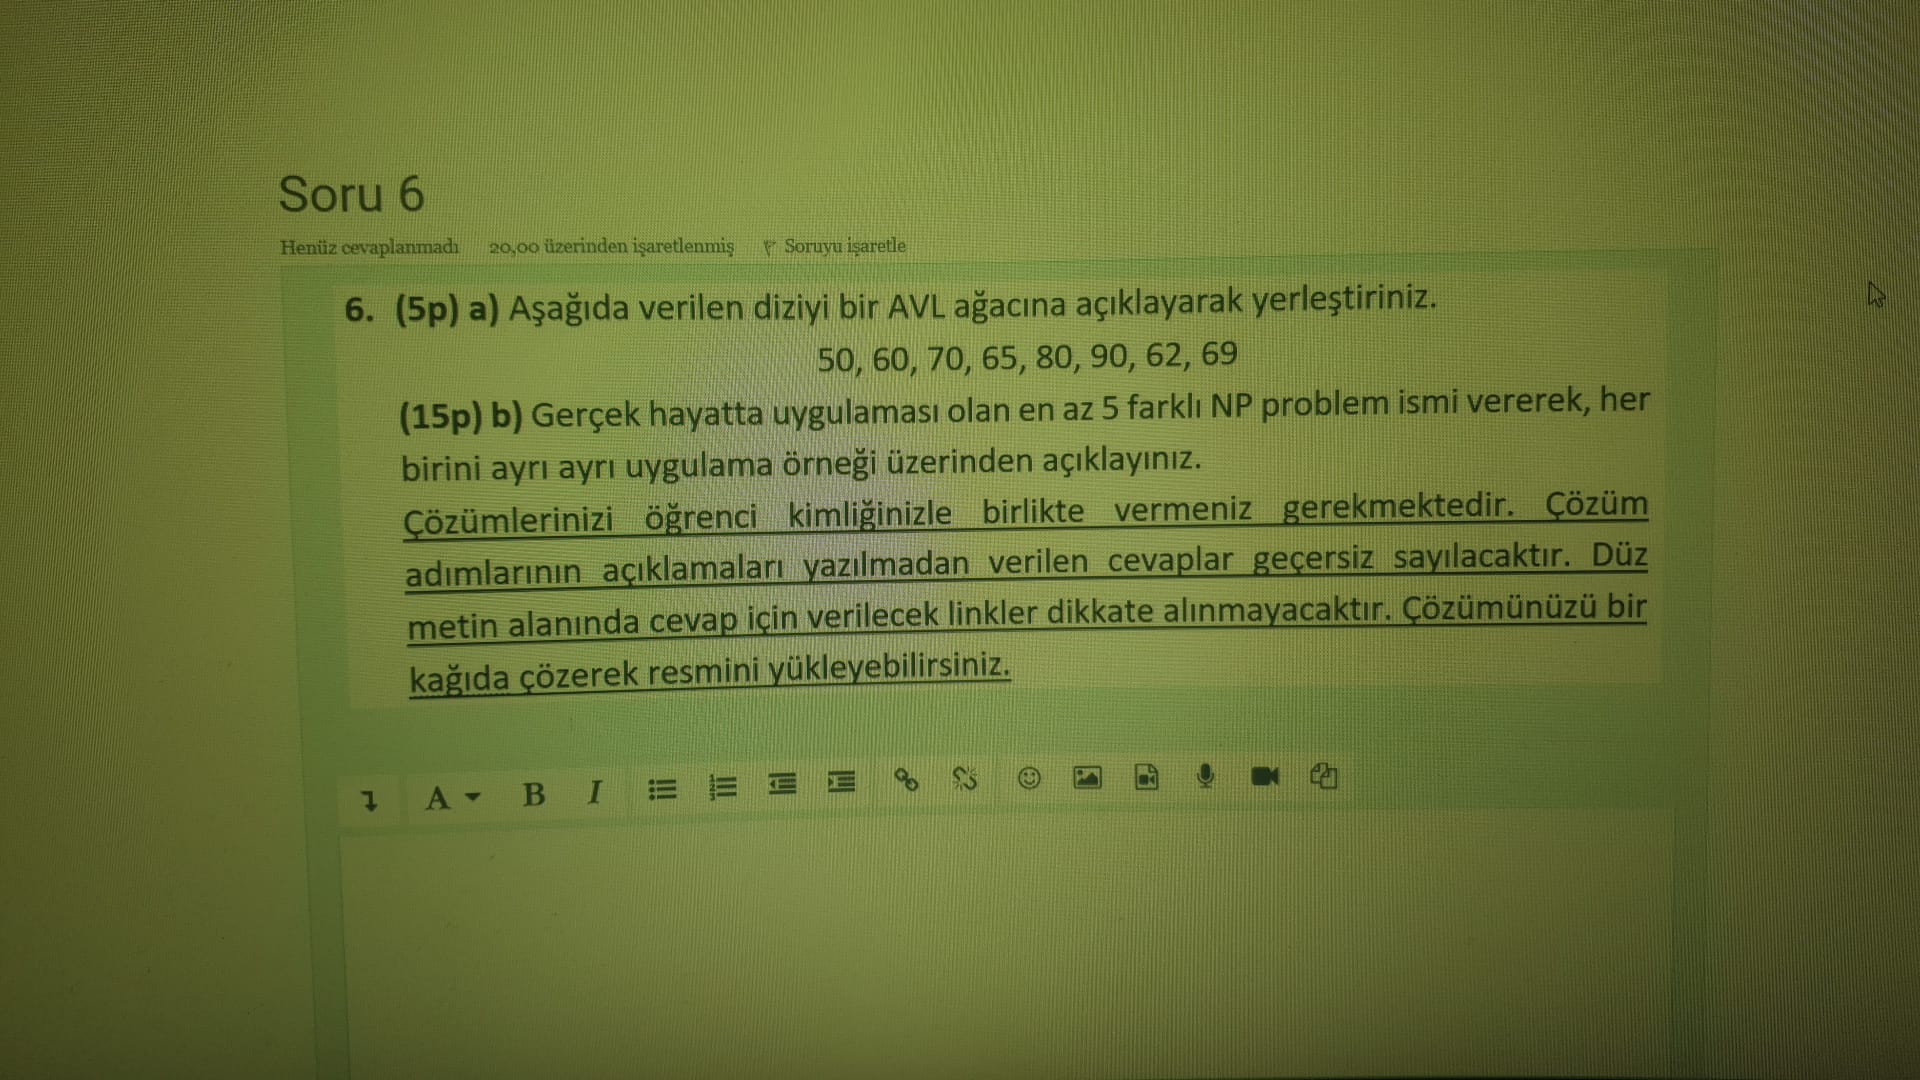 Soru 6
Henüz cevaplanmadı 20,00 üzerinden işaretlenmiş Soruyu işaretle
6. (5p) a) Aşağıda verilen diziyi bir AVL ağacına açıklayarak yerleştiriniz.
50, 60, 70, 65, 80, 90, 62, 69
(15p) b) Gerçek hayatta uygulaması olan en az 5 farklı NP problem ismi vererek, her
birini ayrı ayrı uygulama örneği üzerinden açıklayınız.
Çözümlerinizi öğrenci kimliğinizle birlikte vermeniz gerekmektedir. Çözüm
adımlarının açıklamaları yazılmadan verilen cevaplar geçersiz sayılacaktır. Düz
metin alanında cevap için verilecek linkler dikkate alınmayacaktır. Çözümünüzü bir
kağıda çözerek resmini yükleyebilirsiniz.
A B I